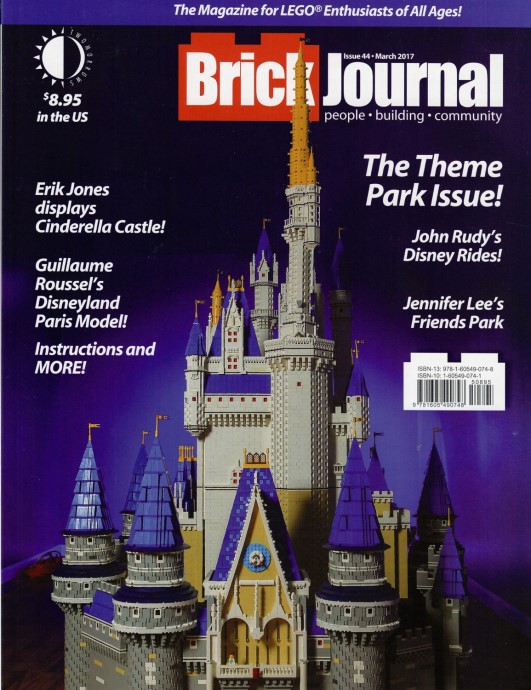 The Magazine for LEGO® Enthusiasts of All Ages!
TWOMORROWS
$8.95
in the US
Issue 44 • March 2017
Brick Journal
people • building • community
The Theme
Park Issue!
Erik Jones
displays
Cinderella Castle!
John Rudy's
Disney Rides!
Guillaume
Roussel's
Disneyland
Paris Model!
Jennifer Lee's
Friends Park
Instructions and
MORE!
ISBN-13: 978-1-60549-074-8
ISBN-10: 1-60549-074-1
50895
9 781605 490748